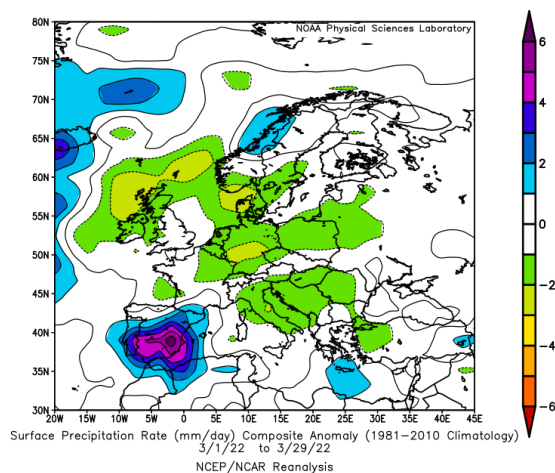 NOAA Physical Sciences Laboratory
80N
75N
70N
65N
60N
55N
50N
45N
40N
35N
30N
20W 15W 10W 5W 0 5E 10E 15E 20E 25E 30E 35E 40E 45E
6
4
2
0
-2
-4
-6
Surface Precipitation Rate (mm/day) Composite Anomaly (1981-2010 Climatology)
3/1/22 to 3/29/22
NCEP/NCAR Reanalysis